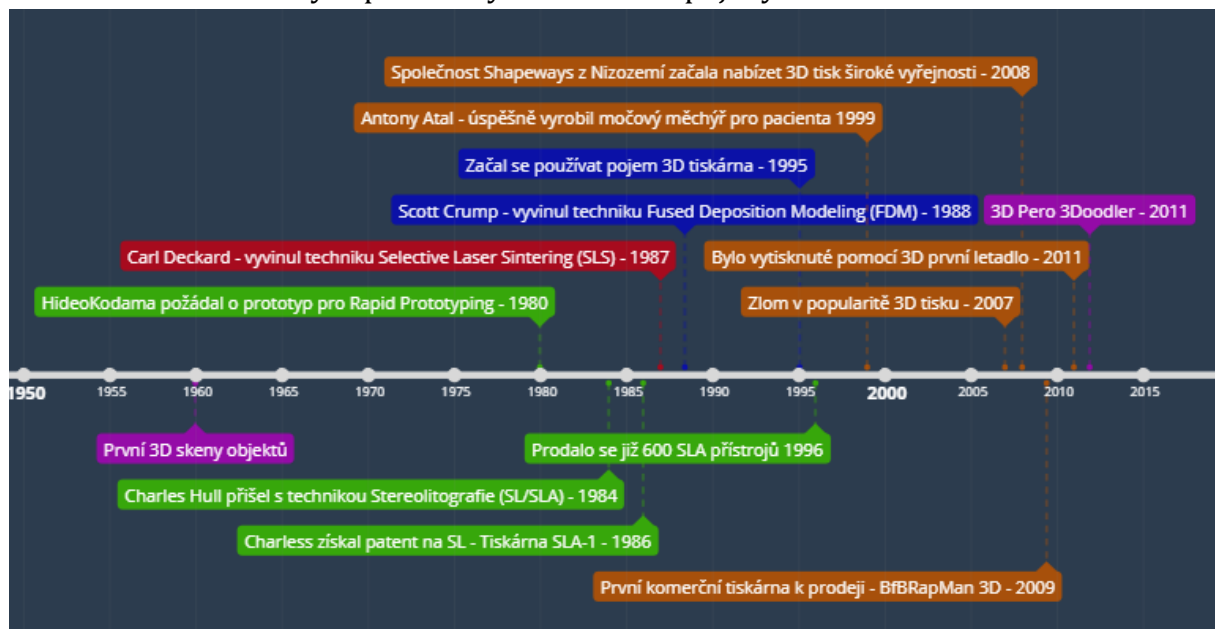 Společnost Shapeways z Nizozemí začala nabízet 3D tisk široké vyřejnosti - 2008
Antony Atal - úspěšně vyrobil močový měchýř pro pacienta 1999
Začal se používat pojem 3D tiskárna - 1995
Scott Crump - vyvinul techniku Fused Deposition Modeling (FDM) - 1988
3D Pero 3Doodler - 2011
Carl Deckard - vyvinul techniku Selective Laser Sintering (SLS) - 1987
Bylo vytisknuté pomocí 3D první letadlo - 2011
HideoKodama požádal o prototyp pro Rapid Prototyping - 1980
Zlom v popularitě 3D tisku - 2007
1950 1955 1960 1965 1970 1975 1980 1985 1990 1995 2000 2005 2010 2015
První 3D skeny objektů
Prodalo se již 600 SLA přístrojů 1996
Charles Hull přišel s technikou Stereolitografie (SL/SLA) - 1984
Charless získal patent na SL - Tiskárna SLA-1 - 1986
První komerční tiskárna k prodeji - BfBRapMan 3D - 2009